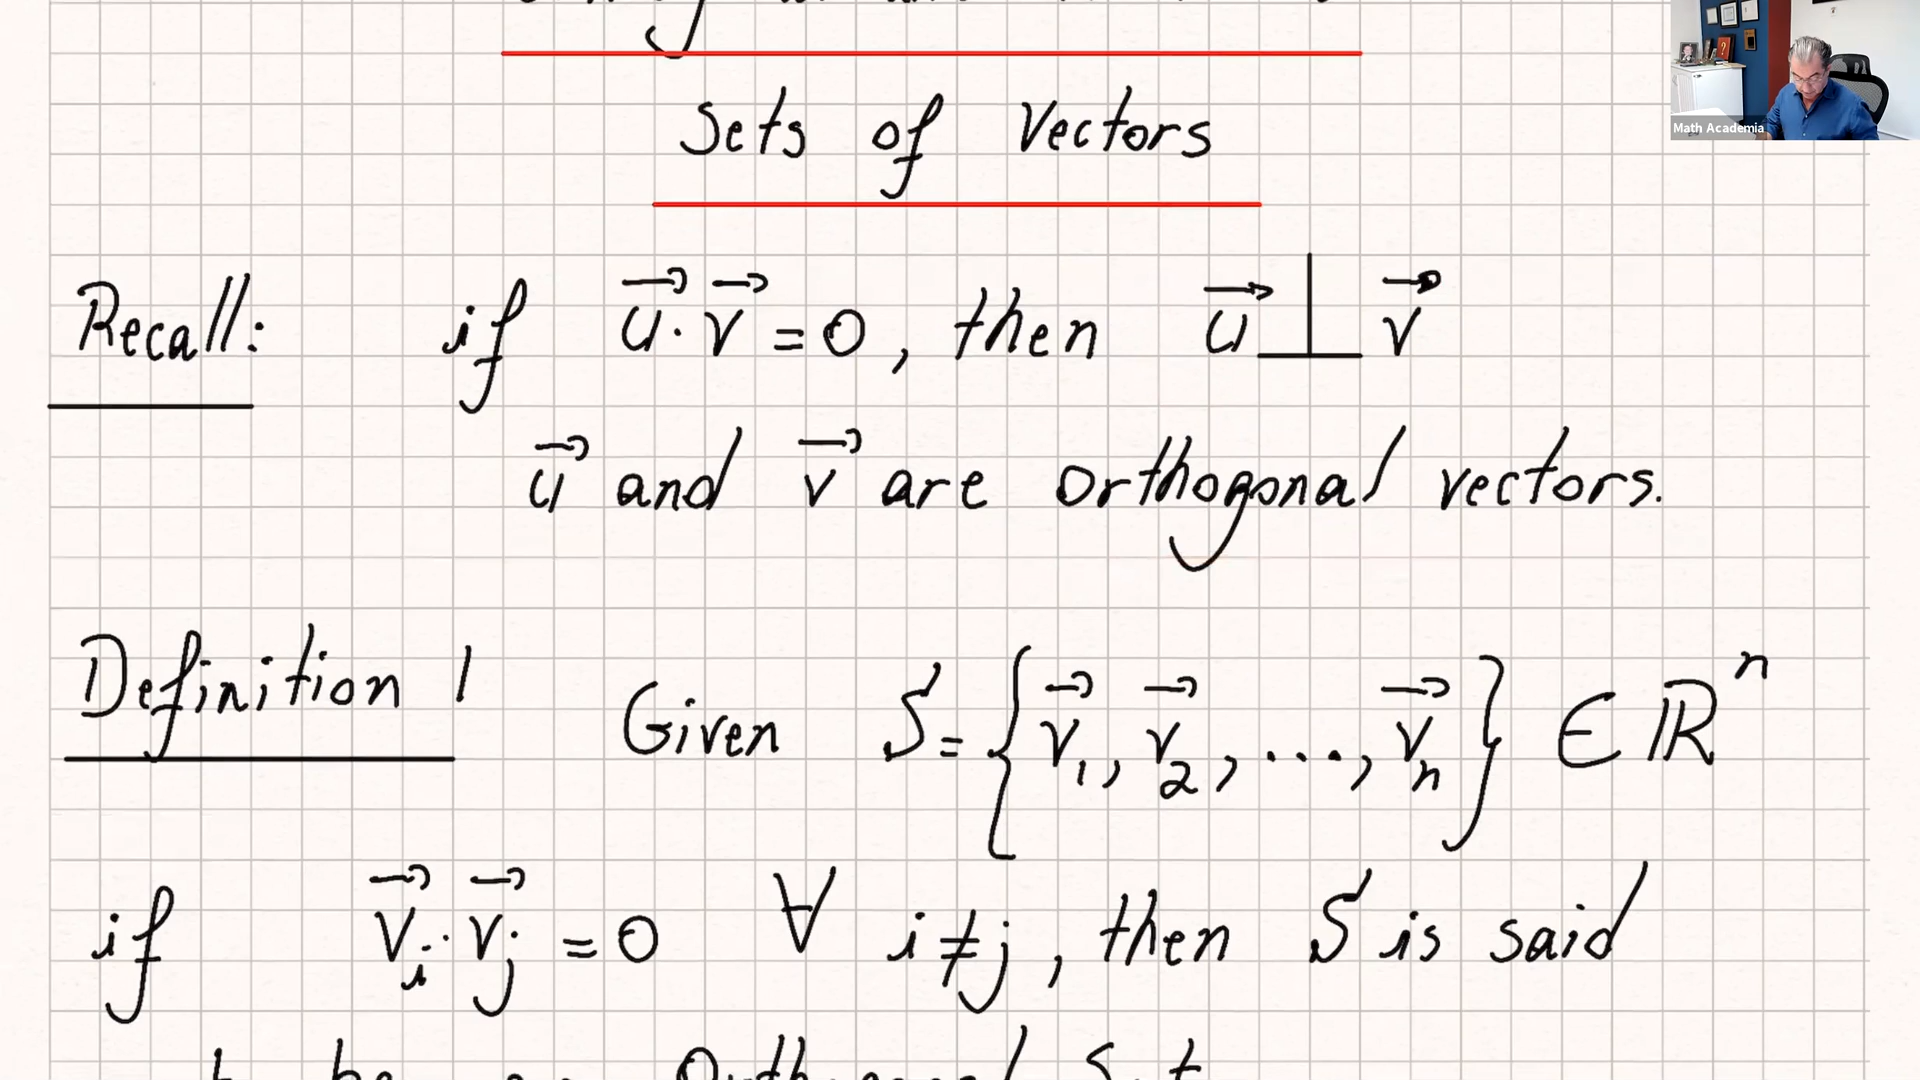 Sets of Vectors
Math Academia
Recall: if u⃗ · v⃗ = 0, then u⃗ ⊥ v⃗
u⃗ and v⃗ are orthogonal vectors.
Definition 1 Given S = { v⃗₁, v⃗₂, ..., v⃗ₙ } ∈ ℝⁿ
if v⃗ᵢ · v⃗ⱼ = 0 ∀ i ≠ j, then S is said